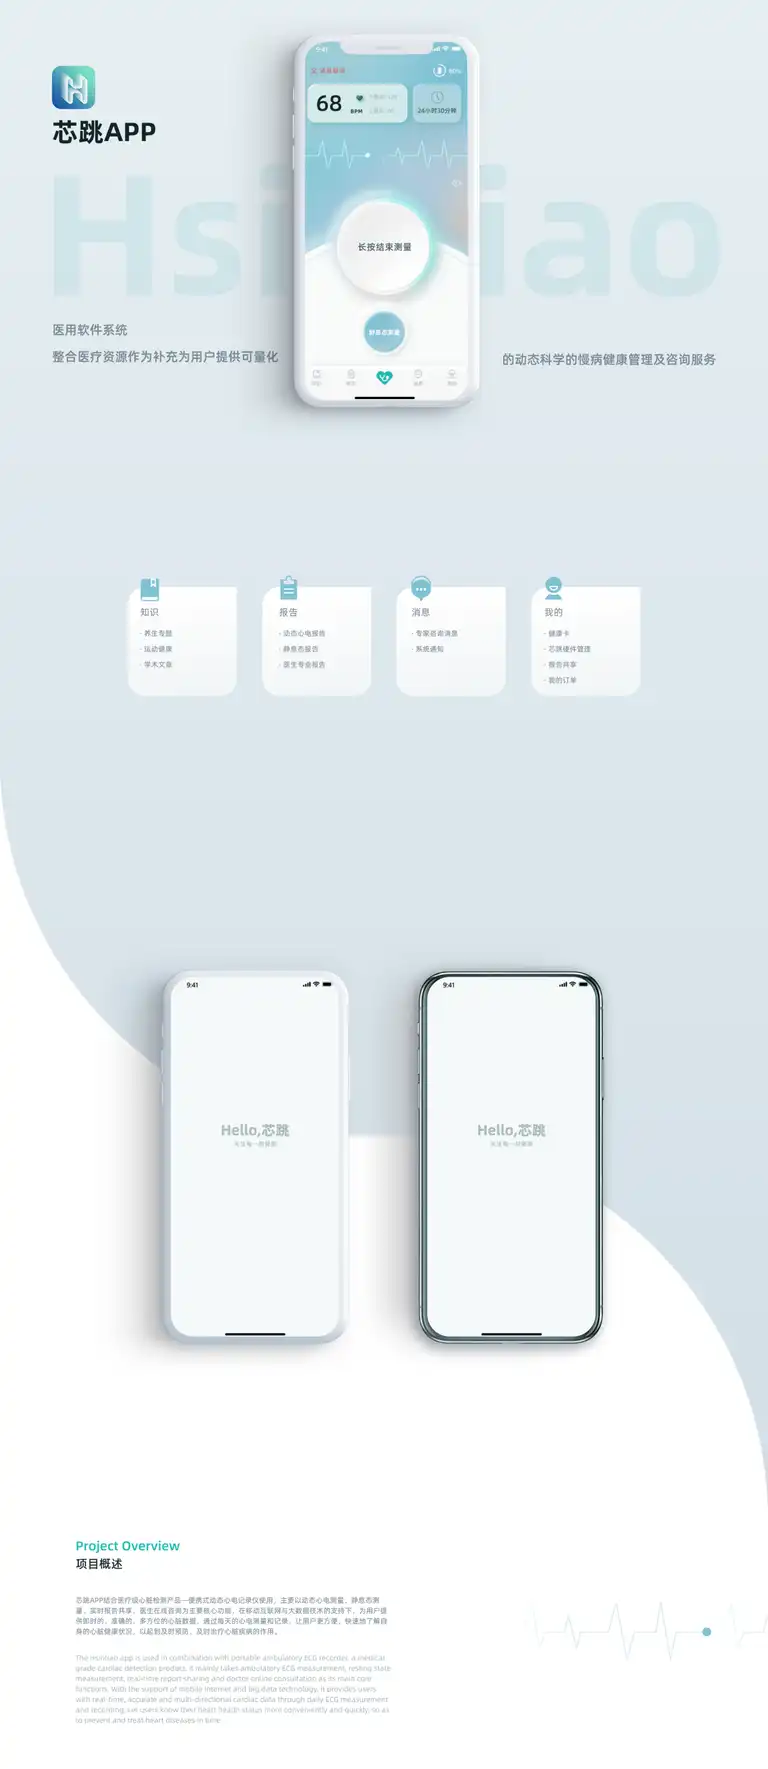 芯跳APP
Hsi iao
9:41
68
BPM
24小时30分钟
长按结束测量
静息态测量
医用软件系统
整合医疗资源作为补充为用户提供可量化
的动态科学的慢病健康管理及咨询服务
知识
· 养生专题
· 运动健康
· 学术文章
报告
· 动态心电报告
· 静息态报告
· 医生专业报告
消息
· 专家咨询消息
· 系统通知
我的
· 健康卡
· 芯跳硬件管理
· 报告共享
· 我的订单
9:41
Hello,芯跳
9:41
Hello,芯跳
Project Overview
项目概述
芯跳APP结合医疗级心脏检测产品—便携式动态心电记录仪使用，主要以动态心电测量，静息态测
量，实时报告共享，医生在线咨询为主要核心功能，在移动互联网与大数据技术的支持下，为用户提
供即时的，准确的，多方位的心脏数据，通过每天的心电测量和记录，让用户更方便，快速地了解自
身的心脏健康状况，以起到及时预防，及时治疗心脏疾病的作用。
The Hsintiao app is used in combination with portable ambulatory ECG recorder, a medical
grade cardiac detection product. It mainly takes ambulatory ECG measurement, resting state
measurement, real-time report sharing and doctor online consultation as its main core
functions. With the support of mobile Internet and big data technology, it provides users
with real-time, accurate and multi-directional cardiac data through daily ECG measurement
and recording, let users know their heart health status more conveniently and quickly, so as
to prevent and treat heart diseases in time.